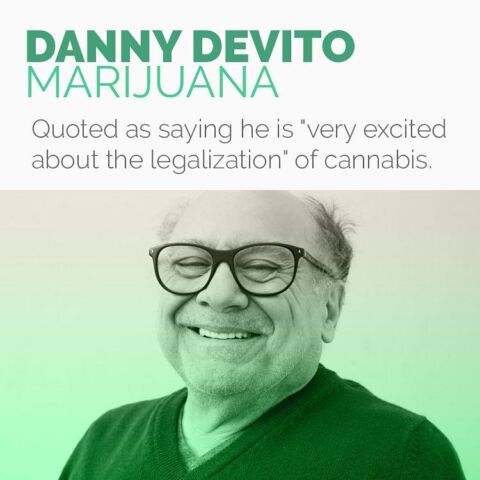 DANNY DEVITO
MARIJUANA
Quoted as saying he is "very excited
about the legalization" of cannabis.